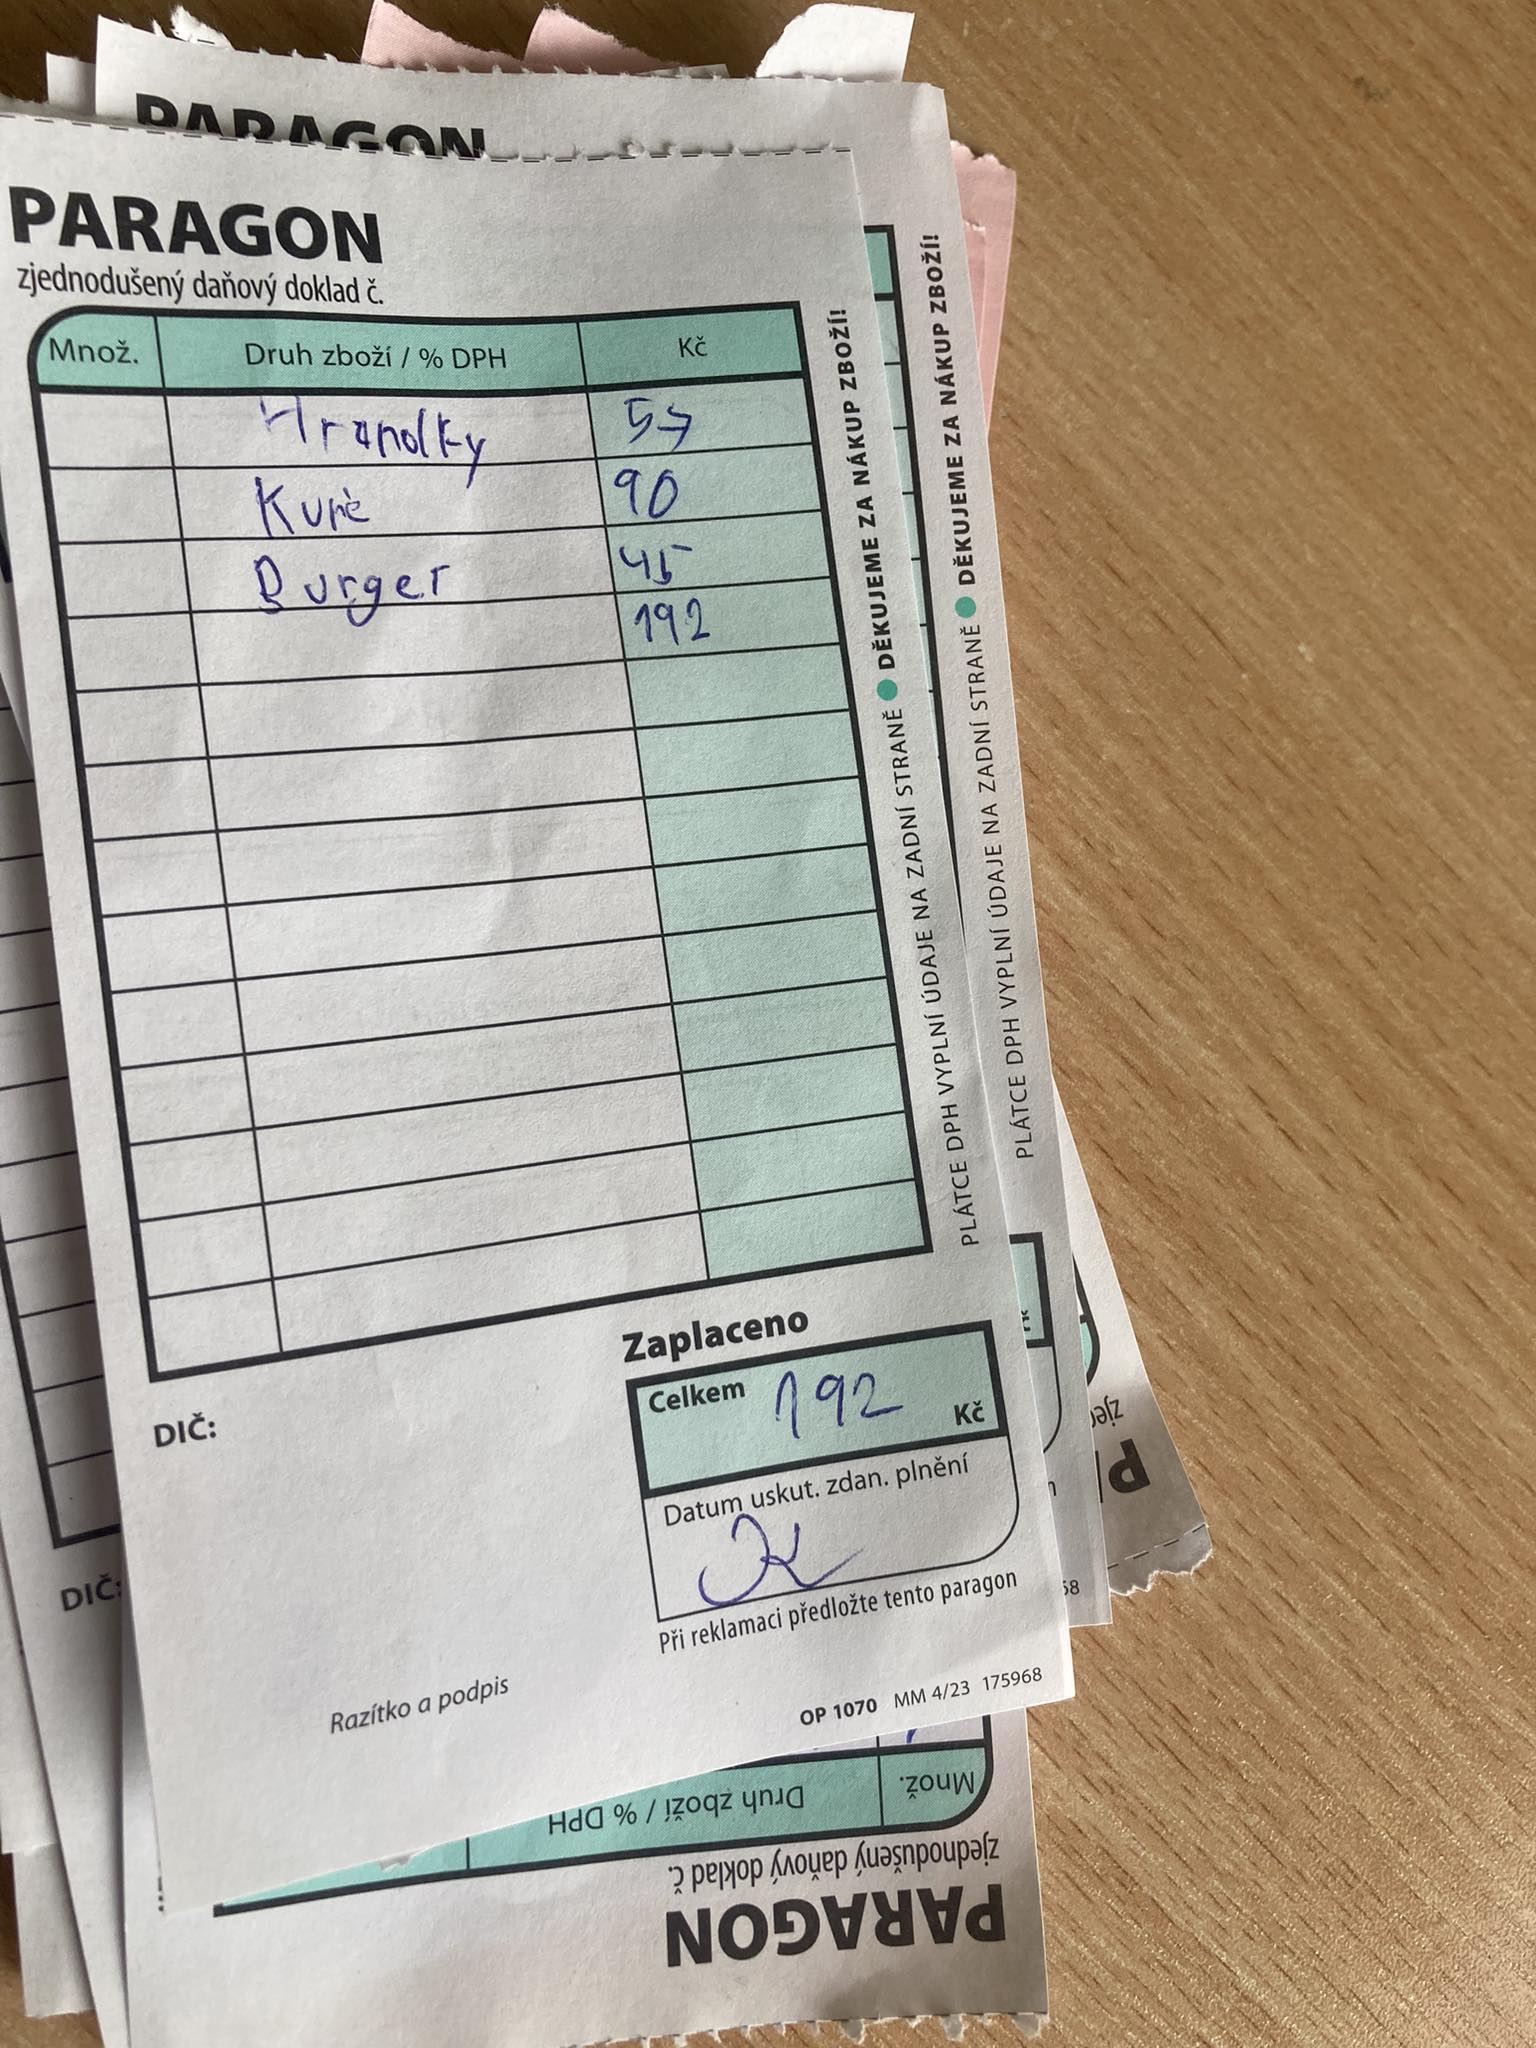 PARAGON
PARAGON
zjednodušený daňový doklad č.
Množ. Druh zboží / % DPH Kč
Hranolky 57
Kuře 90
Burger 45
192
PLÁTCE DPH VYPLNÍ ÚDAJE NA ZADNÍ STRANĚ ● DĚKUJEME ZA NÁKUP ZBOŽÍ!
PLÁTCE DPH VYPLNÍ ÚDAJE NA ZADNÍ STRANĚ ● DĚKUJEME ZA NÁKUP ZBOŽÍ!
Zaplaceno
Celkem 192 Kč
DIČ:
Datum uskut. zdan. plnění
Při reklamaci předložte tento paragon
Razítko a podpis
OP 1070 MM 4/23 175968
DIČ:
68
Množ. Druh zboží / % DPH
zjednodušený daňový doklad č.
PARAGON